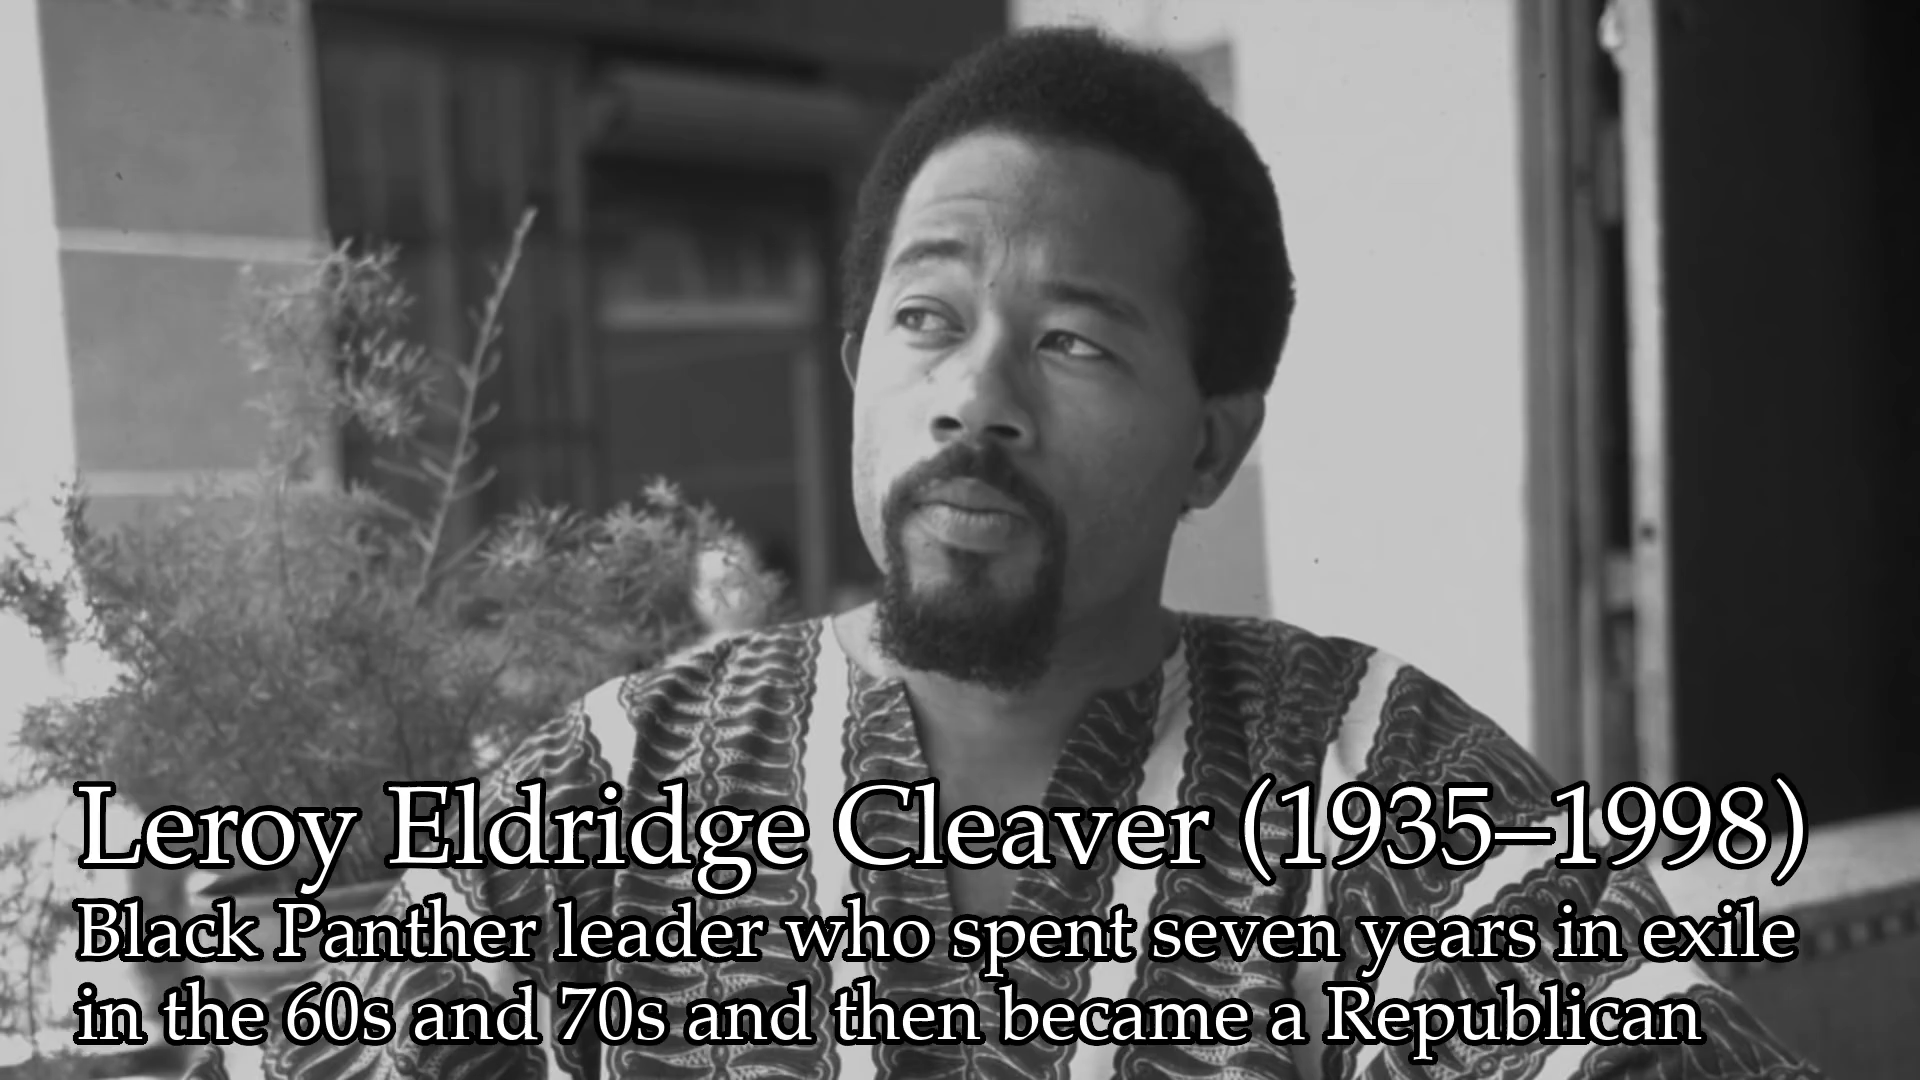 Leroy Eldridge Cleaver (1935–1998)
Black Panther leader who spent seven years in exile
in the 60s and 70s and then became a Republican